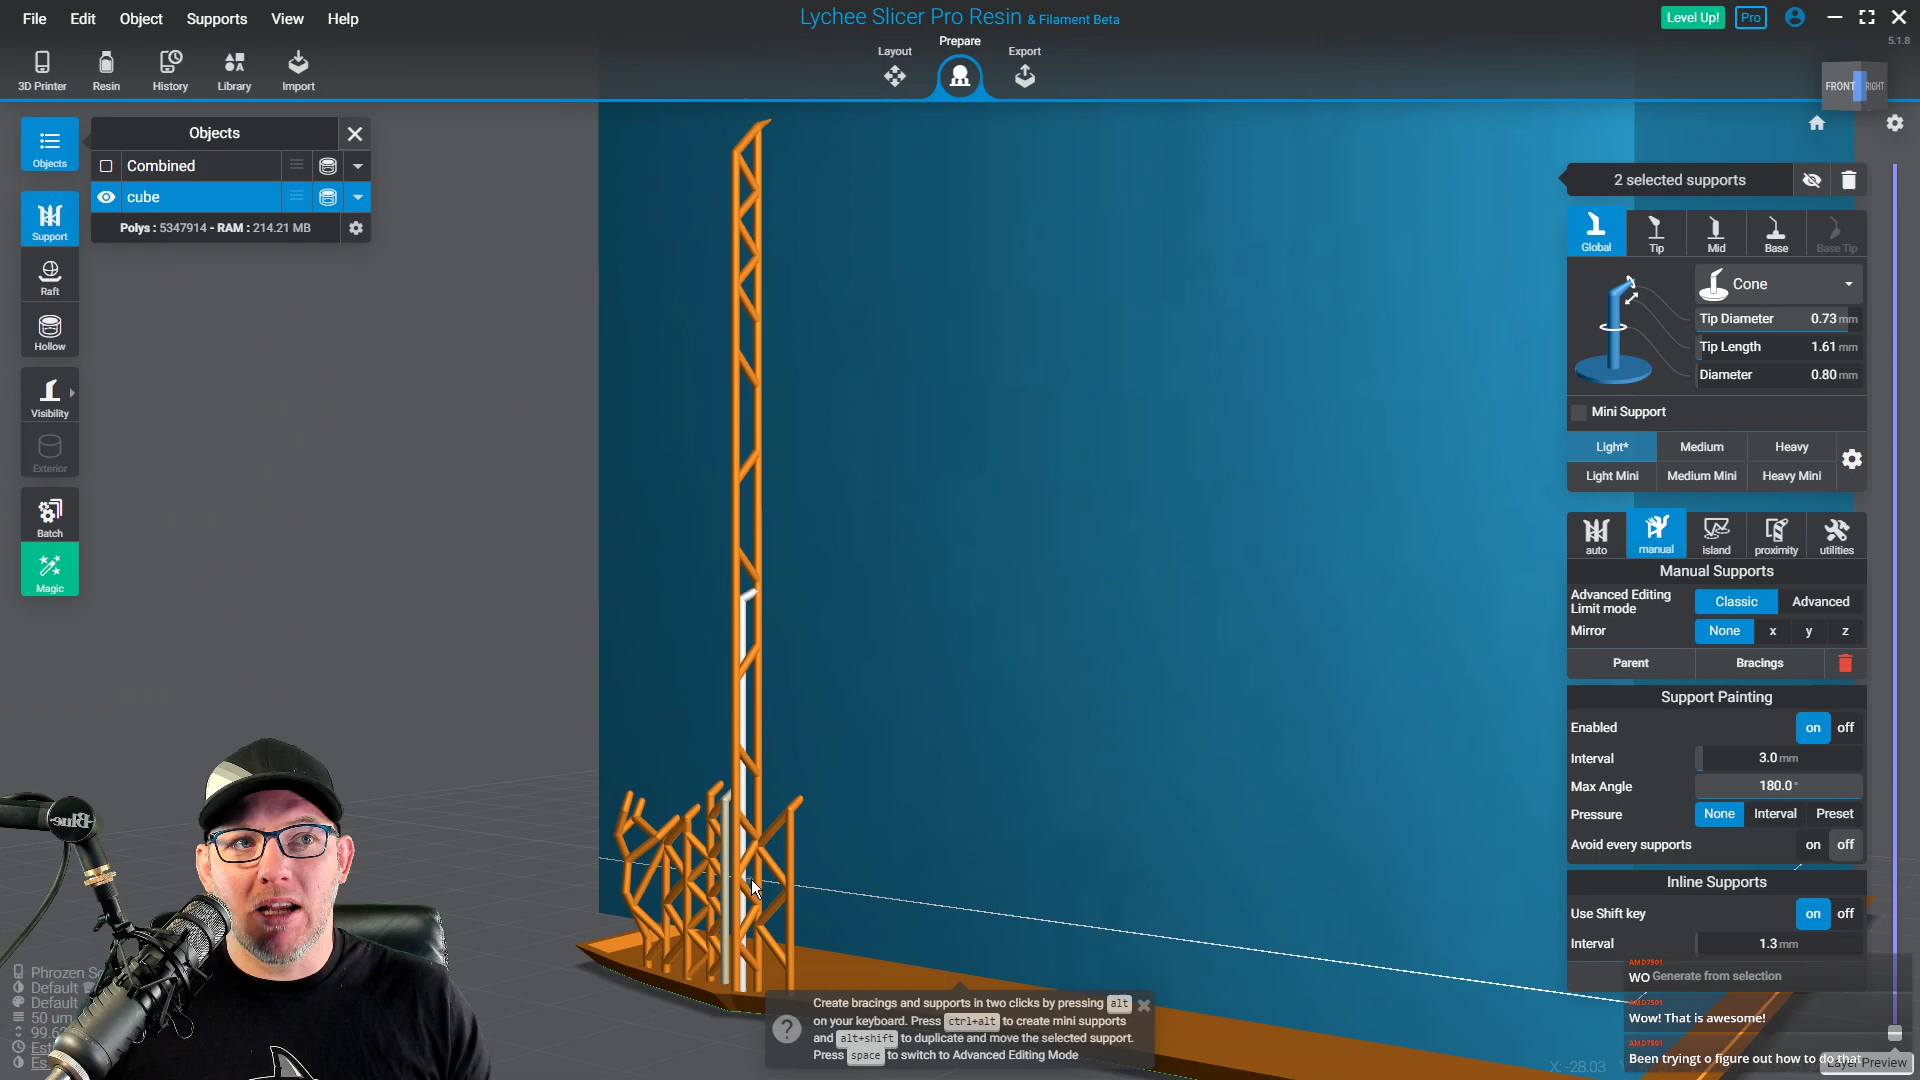 File Edit Object Supports View Help
Lychee Slicer Pro Resin & Filament Beta
Level Up! Pro
5.1.8
3D Printer Resin History Library Import
Layout Prepare Export
FRONT RIGHT
Objects
Objects
Combined
cube
Polys : 5347914 - RAM : 214.21 MB
Support
Raft
Hollow
Visibility
Exterior
Batch
Magic
2 selected supports
Global Tip Mid Base Base Tip
Cone
Tip Diameter 0.73 mm
Tip Length 1.61 mm
Diameter 0.80 mm
Mini Support
Light* Medium Heavy
Light Mini Medium Mini Heavy Mini
auto manual island proximity utilities
Manual Supports
Advanced Editing
Limit mode
Classic Advanced
Mirror None x y z
Parent Bracings
Support Painting
Enabled on off
Interval 3.0 mm
Max Angle 180.0 °
Pressure None Interval Preset
Avoid every supports on off
Inline Supports
Use Shift key on off
Interval 1.3 mm
AMD7501
WO Generate from selection
AMD7501
Wow! That is awesome!
AMD7501
Been tryingt o figure out how to do that
Layer Preview
X: -28.03
Create bracings and supports in two clicks by pressing alt
on your keyboard. Press ctrl+alt to create mini supports
and alt+shift to duplicate and move the selected support.
Press space to switch to Advanced Editing Mode
Phrozen
Default
Default
50 um
Blue